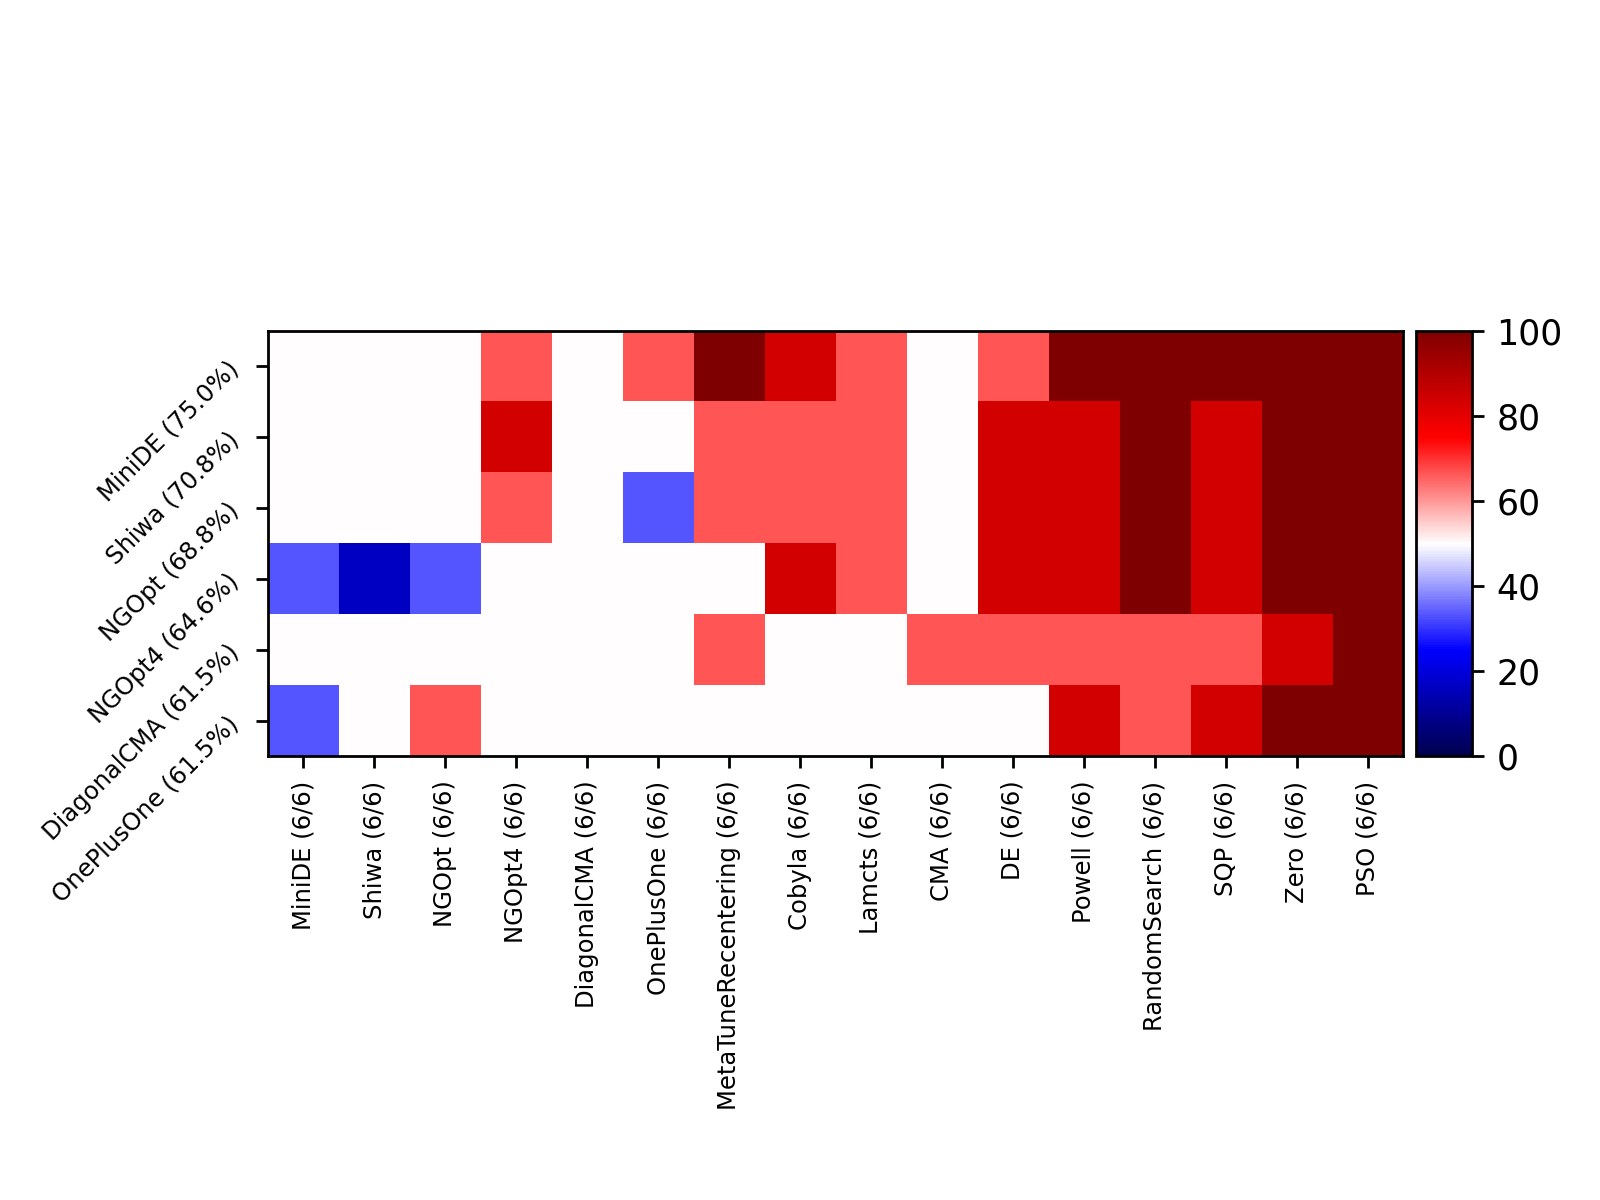 MiniDE (75.0%)
Shiwa (70.8%)
NGOpt (68.8%)
NGOpt4 (64.6%)
DiagonalCMA (61.5%)
OnePlusOne (61.5%)
MiniDE (6/6)
Shiwa (6/6)
NGOpt (6/6)
NGOpt4 (6/6)
DiagonalCMA (6/6)
OnePlusOne (6/6)
MetaTuneRecentering (6/6)
Cobyla (6/6)
Lamcts (6/6)
CMA (6/6)
DE (6/6)
Powell (6/6)
RandomSearch (6/6)
SQP (6/6)
Zero (6/6)
PSO (6/6)
100
80
60
40
20
0